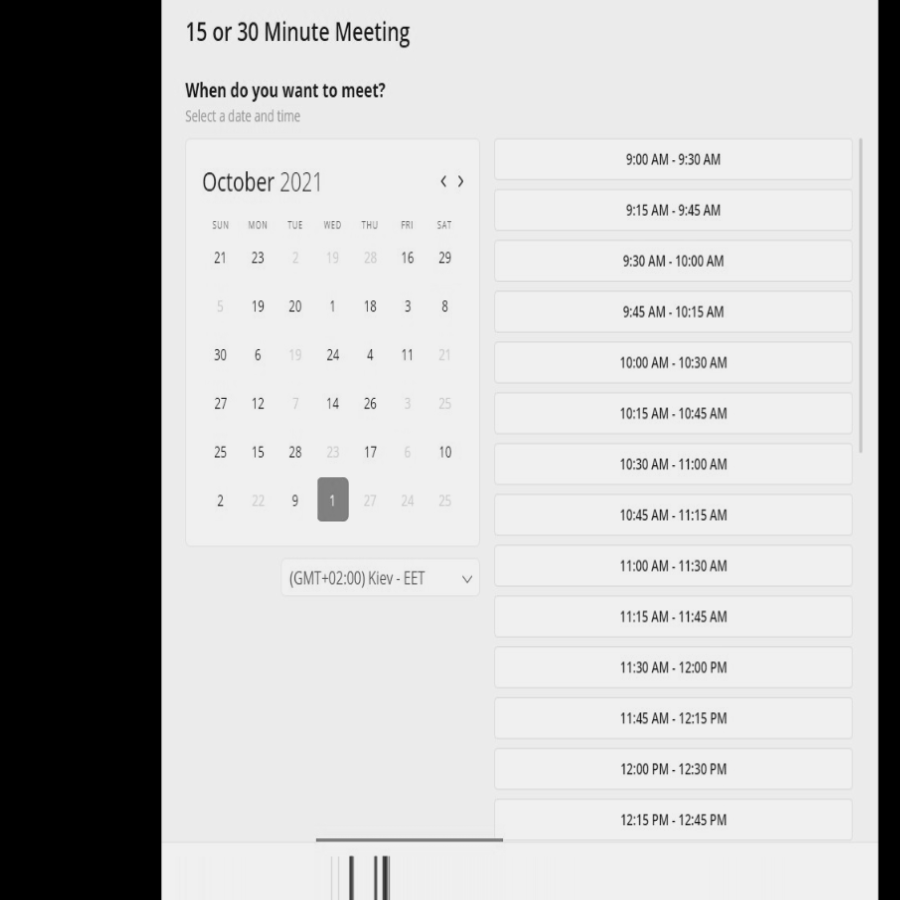 15 or 30 Minute Meeting
When do you want to meet?
Select a date and time
October 2021
SUN MON TUE WED THU FRI SAT
21 23 2 19 28 16 29
5 19 20 1 18 3 8
30 6 19 24 4 11 21
27 12 7 14 26 3 25
25 15 28 23 17 6 10
2 22 9 1 27 24 25
(GMT+02:00) Kiev - EET
9:00 AM - 9:30 AM
9:15 AM - 9:45 AM
9:30 AM - 10:00 AM
9:45 AM - 10:15 AM
10:00 AM - 10:30 AM
10:15 AM - 10:45 AM
10:30 AM - 11:00 AM
10:45 AM - 11:15 AM
11:00 AM - 11:30 AM
11:15 AM - 11:45 AM
11:30 AM - 12:00 PM
11:45 AM - 12:15 PM
12:00 PM - 12:30 PM
12:15 PM - 12:45 PM